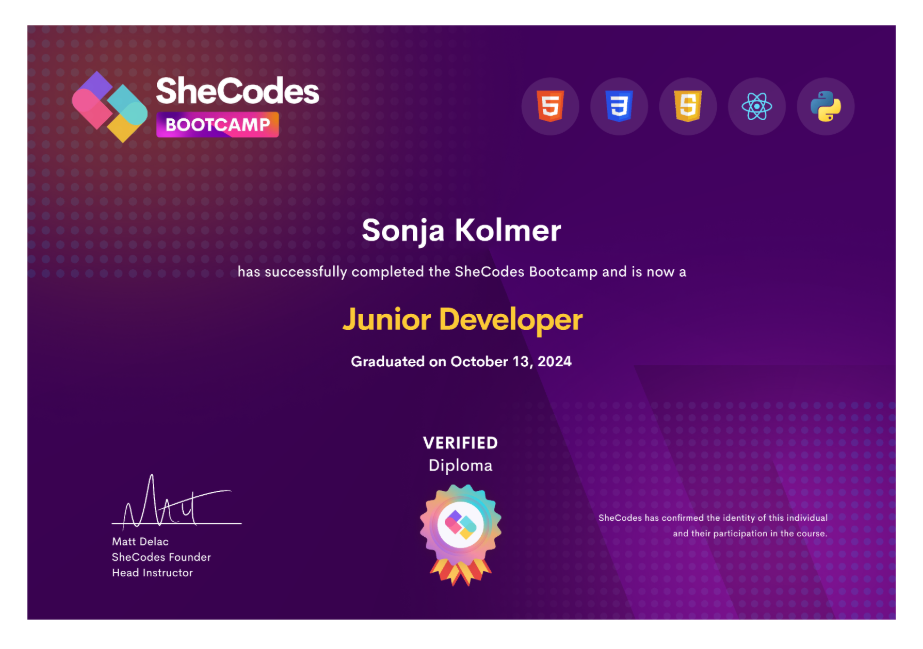 SheCodes
BOOTCAMP
Sonja Kolmer
has successfully completed the SheCodes Bootcamp and is now a
Junior Developer
Graduated on October 13, 2024
VERIFIED
Diploma
Matt
Matt Delac
SheCodes Founder
Head Instructor
SheCodes has confirmed the identity of this individual
and their participation in the course.